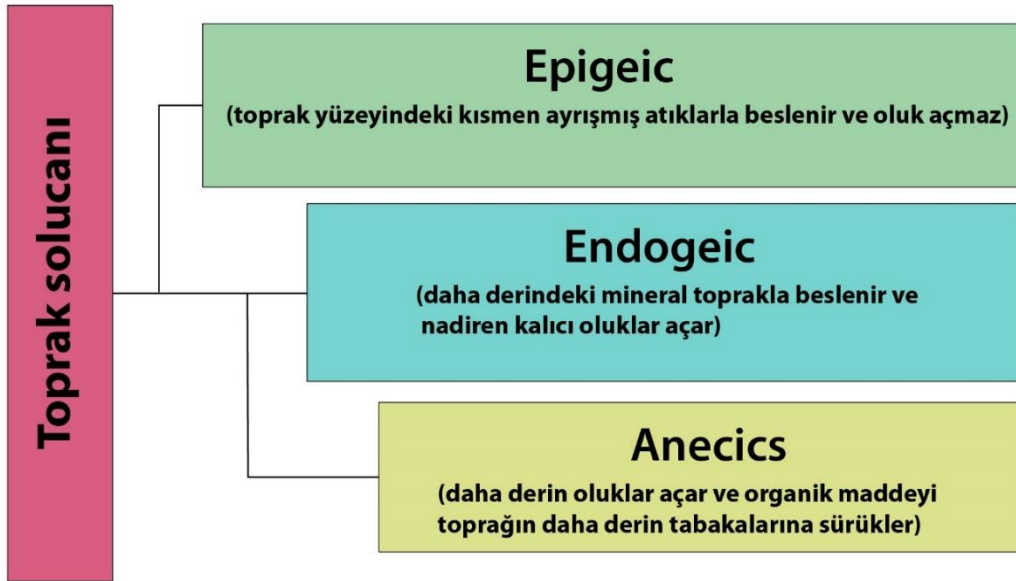 Toprak solucanı
Epigeic
(toprak yüzeyindeki kısmen ayrışmış atıklarla beslenir ve oluk açmaz)
Endogeic
(daha derindeki mineral toprakla beslenir ve
nadiren kalıcı oluklar açar)
Anecics
(daha derin oluklar açar ve organik maddeyi
toprağın daha derin tabakalarına sürükler)